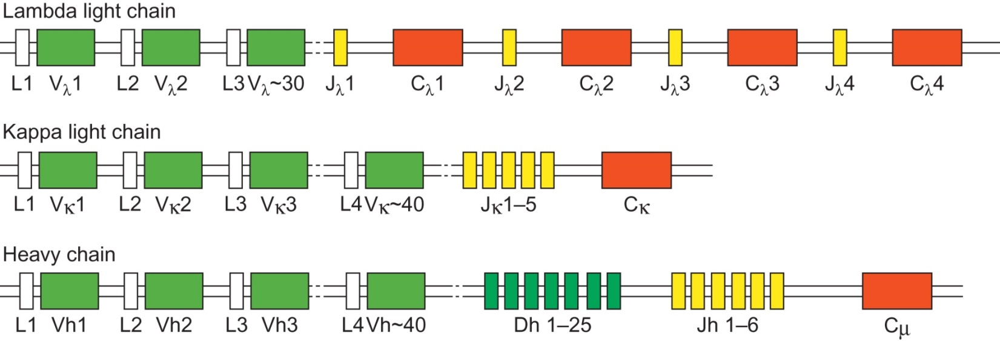 Lambda light chain
L1 Vλ1 L2 Vλ2 L3 Vλ~30 Jλ1 Cλ1 Jλ2 Cλ2 Jλ3 Cλ3 Jλ4 Cλ4
Kappa light chain
L1 Vκ1 L2 Vκ2 L3 Vκ3 L4 Vκ~40 Jκ1–5 Cκ
Heavy chain
L1 Vh1 L2 Vh2 L3 Vh3 L4 Vh~40 Dh 1–25 Jh 1–6 Cμ